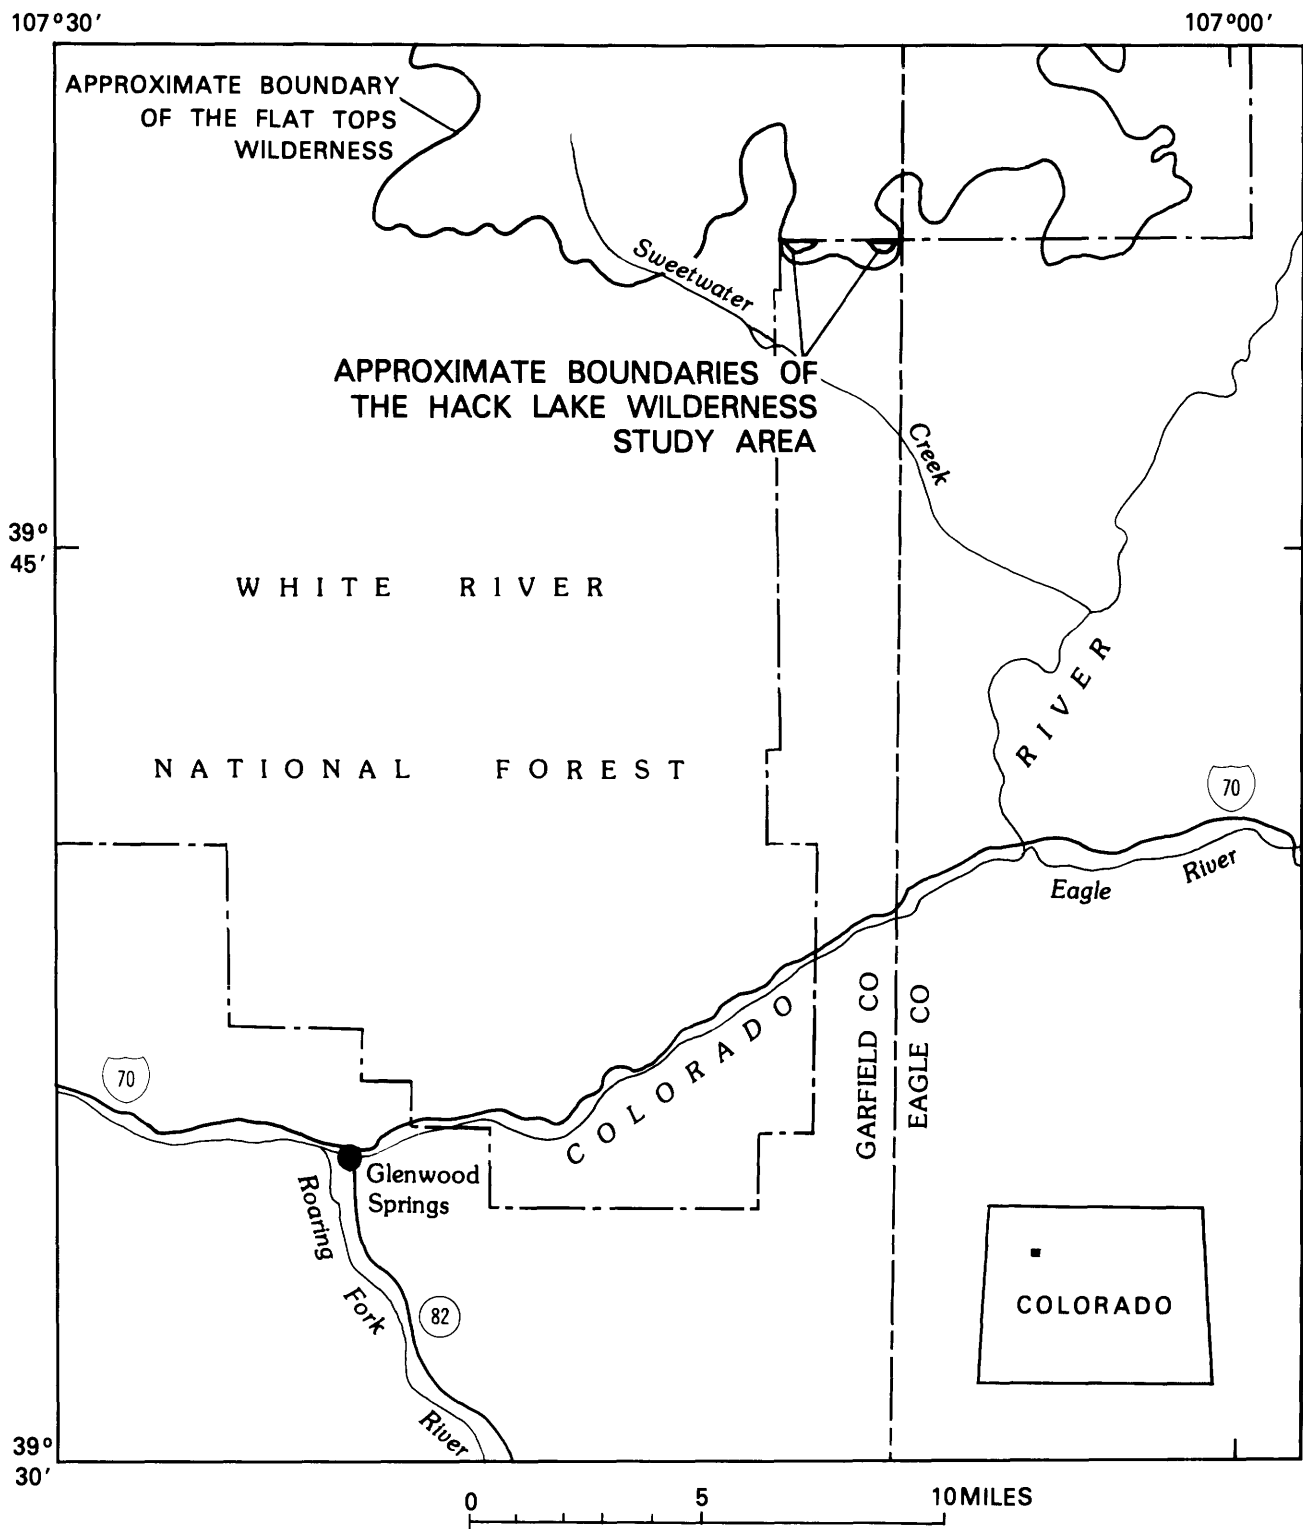 107°30′
107°00′
APPROXIMATE BOUNDARY
OF THE FLAT TOPS
WILDERNESS
Sweetwater
APPROXIMATE BOUNDARIES OF
THE HACK LAKE WILDERNESS
STUDY AREA
Creek
39°
45′
WHITE RIVER
RIVER
NATIONAL FOREST
70
Eagle
River
GARFIELD CO
EAGLE CO
COLORADO
70
Glenwood
Springs
Roaring
Fork
82
River
COLORADO
39°
30′
0 5 10 MILES